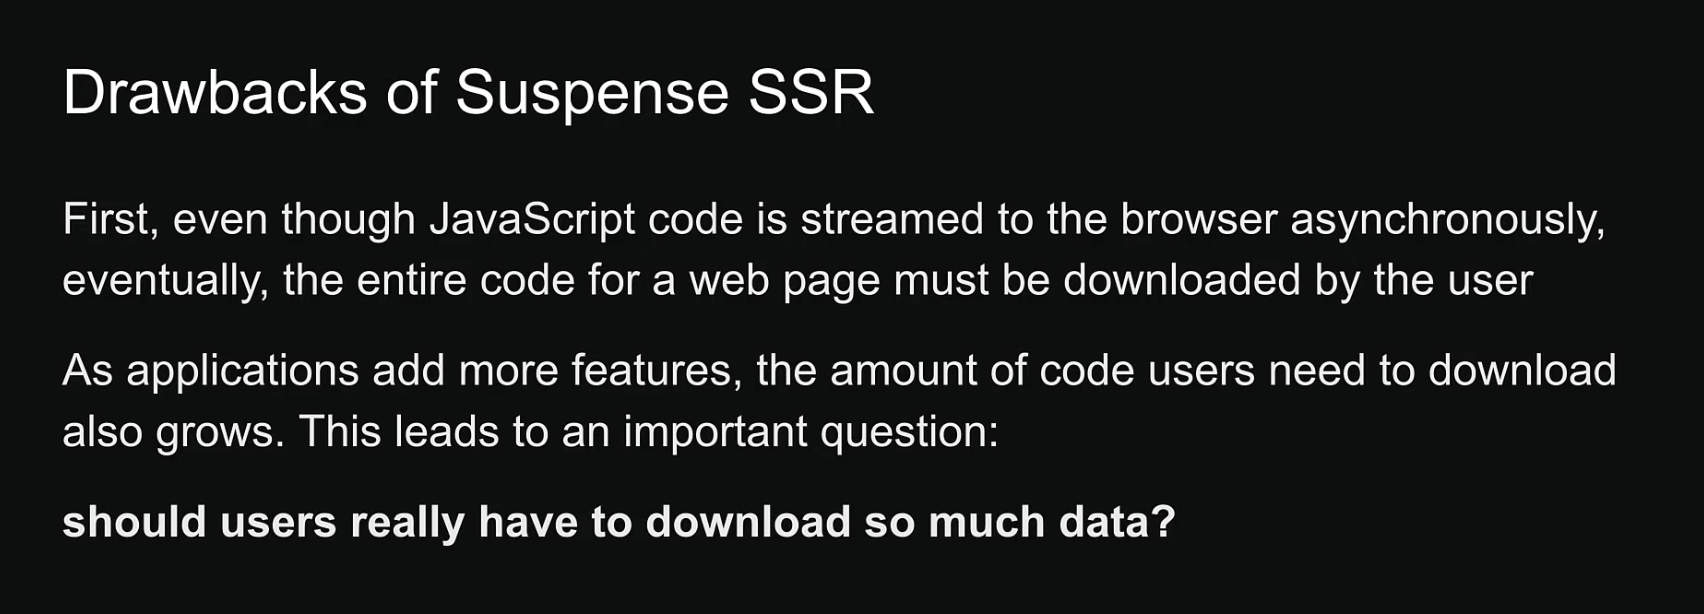 Drawbacks of Suspense SSR
First, even though JavaScript code is streamed to the browser asynchronously,
eventually, the entire code for a web page must be downloaded by the user
As applications add more features, the amount of code users need to download
also grows. This leads to an important question:
should users really have to download so much data?